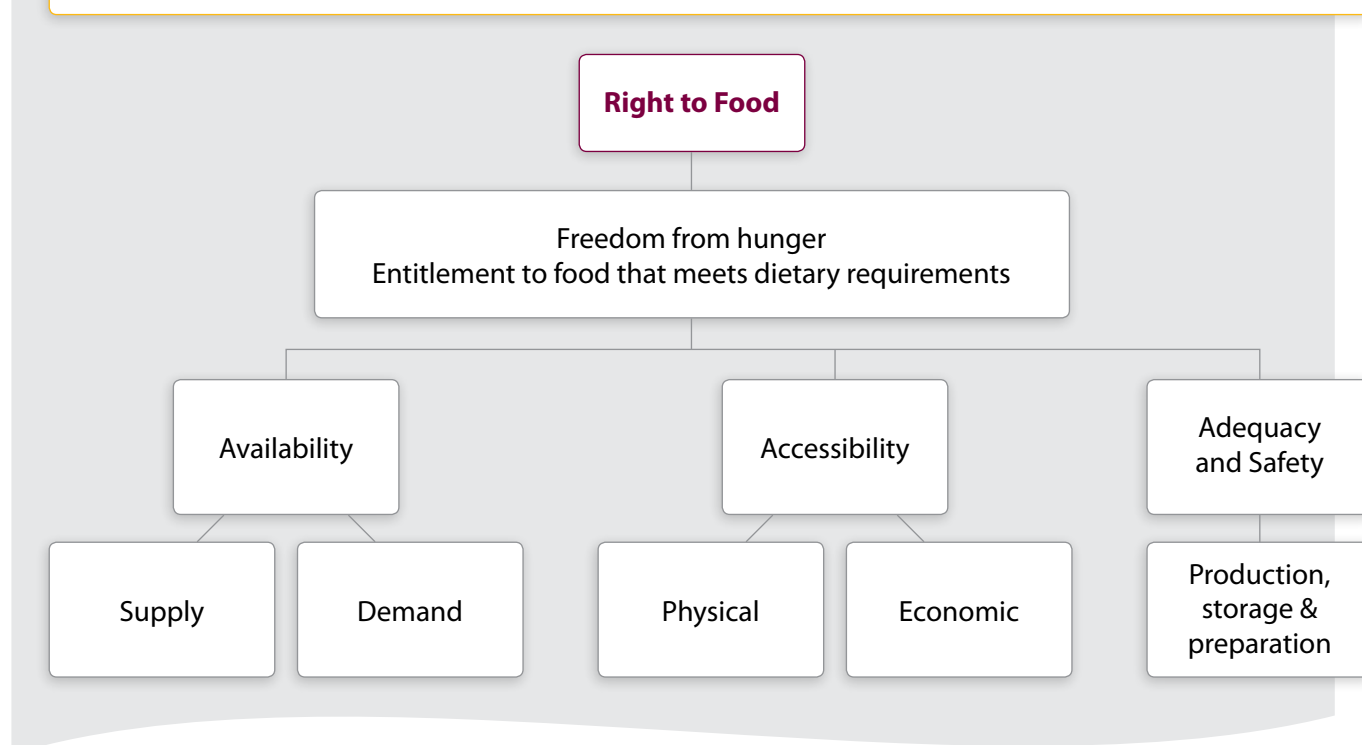 Right to Food
Freedom from hunger
Entitlement to food that meets dietary requirements
Availability
Accessibility
Adequacy
and Safety
Supply
Demand
Physical
Economic
Production,
storage &
preparation